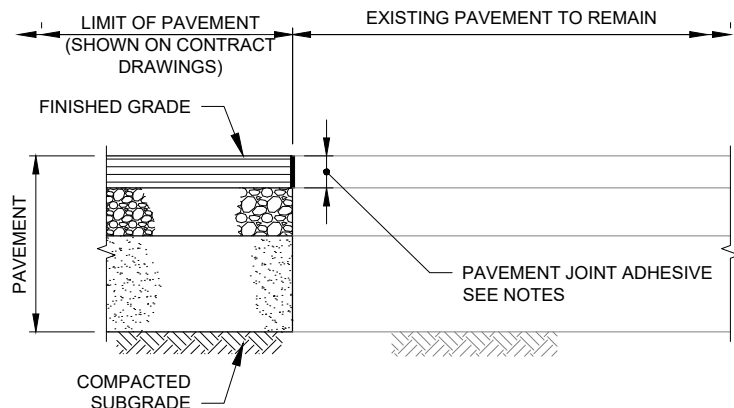 LIMIT OF PAVEMENT
(SHOWN ON CONTRACT
DRAWINGS)
EXISTING PAVEMENT TO REMAIN
FINISHED GRADE
PAVEMENT
PAVEMENT JOINT ADHESIVE
SEE NOTES
COMPACTED
SUBGRADE